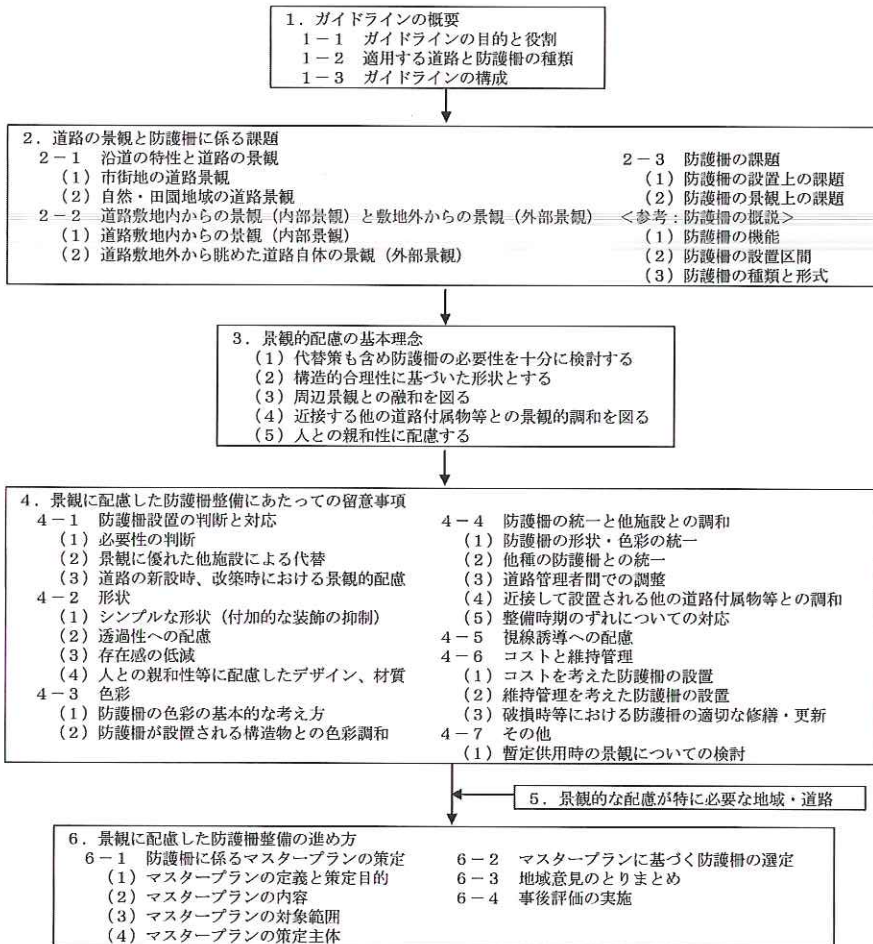 1．ガイドラインの概要
1－1　ガイドラインの目的と役割
1－2　適用する道路と防護柵の種類
1－3　ガイドラインの構成
2．道路の景観と防護柵に係る課題
2－1　沿道の特性と道路の景観
（1）市街地の道路景観
（2）自然・田園地域の道路景観
2－2　道路敷地内からの景観（内部景観）と敷地外からの景観（外部景観）
（1）道路敷地内からの景観（内部景観）
（2）道路敷地外から眺めた道路自体の景観（外部景観）
2－3　防護柵の課題
（1）防護柵の設置上の課題
（2）防護柵の景観上の課題
＜参考：防護柵の概説＞
（1）防護柵の機能
（2）防護柵の設置区間
（3）防護柵の種類と形式
3．景観的配慮の基本理念
（1）代替策も含め防護柵の必要性を十分に検討する
（2）構造的合理性に基づいた形状とする
（3）周辺景観との融和を図る
（4）近接する他の道路付属物等との景観的調和を図る
（5）人との親和性に配慮する
4．景観に配慮した防護柵整備にあたっての留意事項
4－1　防護柵設置の判断と対応
（1）必要性の判断
（2）景観に優れた他施設による代替
（3）道路の新設時、改築時における景観的配慮
4－2　形状
（1）シンプルな形状（付加的な装飾の抑制）
（2）透過性への配慮
（3）存在感の低減
（4）人との親和性等に配慮したデザイン、材質
4－3　色彩
（1）防護柵の色彩の基本的な考え方
（2）防護柵が設置される構造物との色彩調和
4－4　防護柵の統一と他施設との調和
（1）防護柵の形状・色彩の統一
（2）他種の防護柵との統一
（3）道路管理者間での調整
（4）近接して設置される他の道路付属物等との調和
（5）整備時期のずれについての対応
4－5　視線誘導への配慮
4－6　コストと維持管理
（1）コストを考えた防護柵の設置
（2）維持管理を考えた防護柵の設置
（3）破損時等における防護柵の適切な修繕・更新
4－7　その他
（1）暫定供用時の景観についての検討
5．景観的な配慮が特に必要な地域・道路
6．景観に配慮した防護柵整備の進め方
6－1　防護柵に係るマスタープランの策定
（1）マスタープランの定義と策定目的
（2）マスタープランの内容
（3）マスタープランの対象範囲
（4）マスタープランの策定主体
6－2　マスタープランに基づく防護柵の選定
6－3　地域意見のとりまとめ
6－4　事後評価の実施